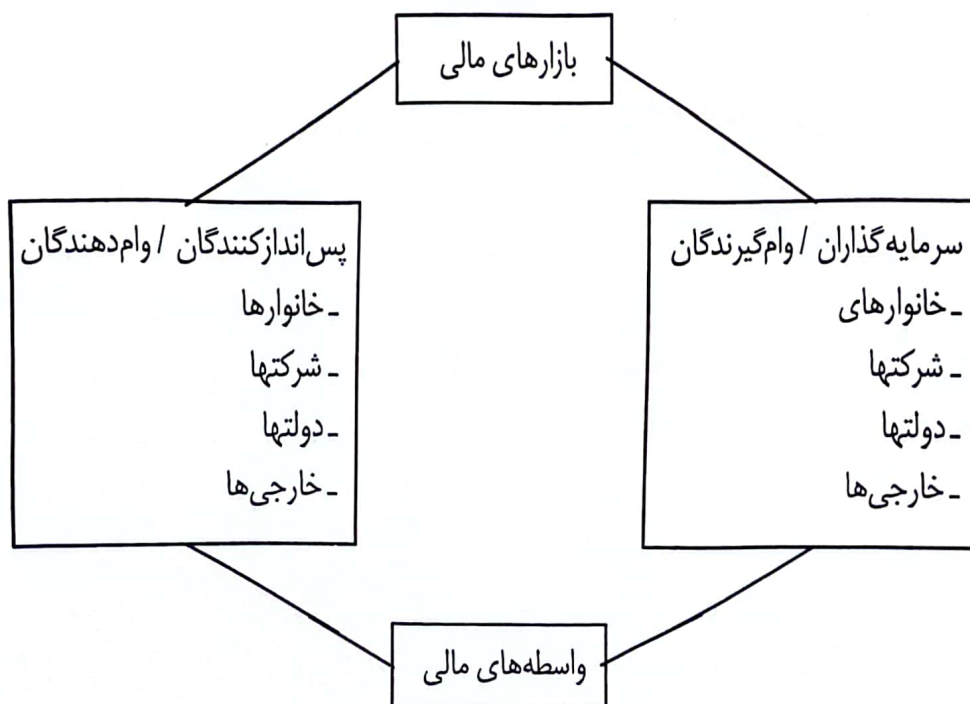 بازارهای مالی
سرمایه‌گذاران / وام‌گیرندگان
ـ خانوارهای
ـ شرکتها
ـ دولتها
ـ خارجی‌ها
پس‌اندازکنندگان / وام‌دهندگان
ـ خانوارها
ـ شرکتها
ـ دولتها
ـ خارجی‌ها
واسطه‌های مالی